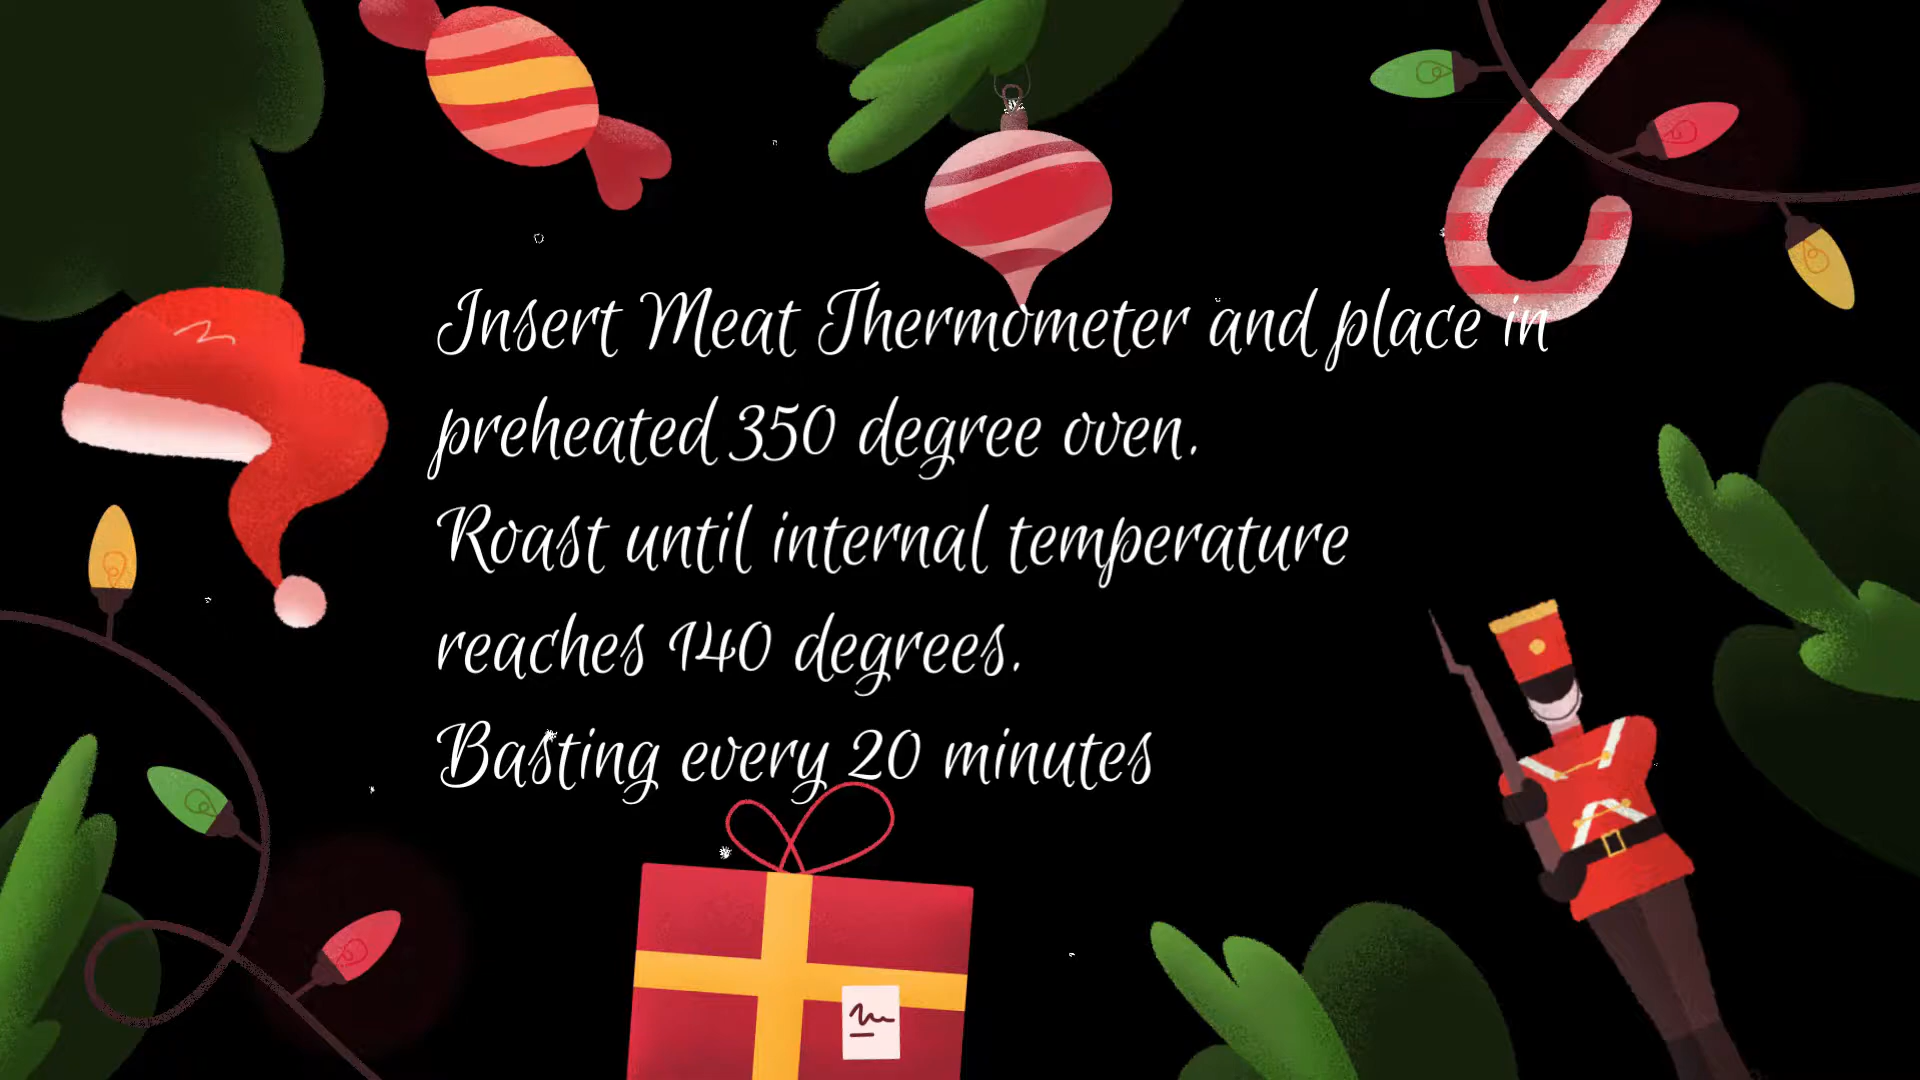 Insert Meat Thermometer and place in
preheated 350 degree oven.
Roast until internal temperature
reaches 140 degrees.
Basting every 20 minutes